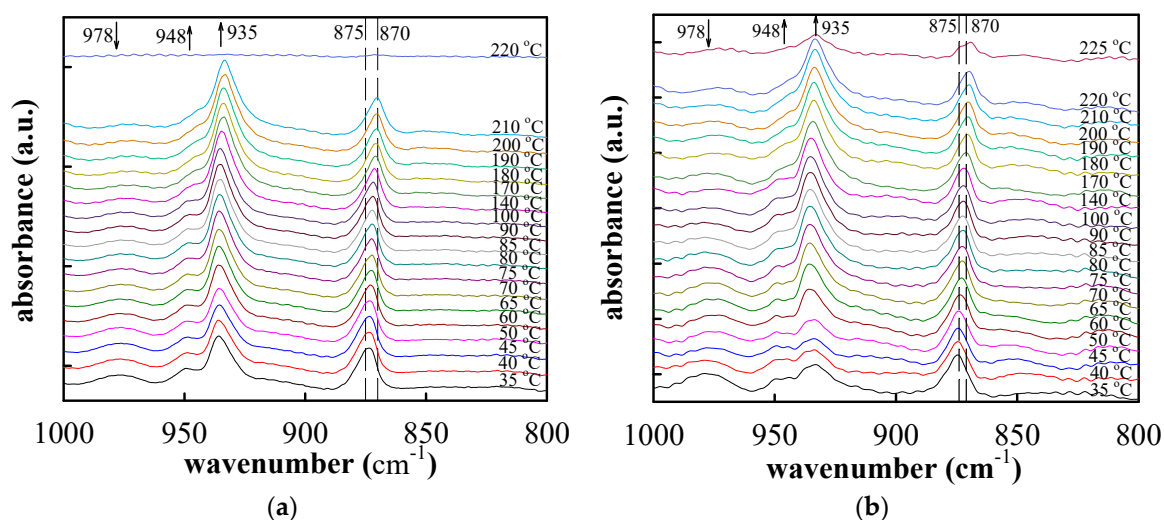 978 948 935 875 870
220 °C
210 °C
200 °C
190 °C
180 °C
170 °C
140 °C
100 °C
90 °C
85 °C
80 °C
75 °C
70 °C
65 °C
60 °C
50 °C
45 °C
40 °C
35 °C
absorbance (a.u.)
1000 950 900 850 800
wavenumber (cm-1)
(a)
978 948 935 875 870
225 °C
220 °C
210 °C
200 °C
190 °C
180 °C
170 °C
140 °C
100 °C
90 °C
85 °C
80 °C
75 °C
70 °C
65 °C
60 °C
50 °C
45 °C
40 °C
35 °C
absorbance (a.u.)
1000 950 900 850 800
wavenumber (cm-1)
(b)